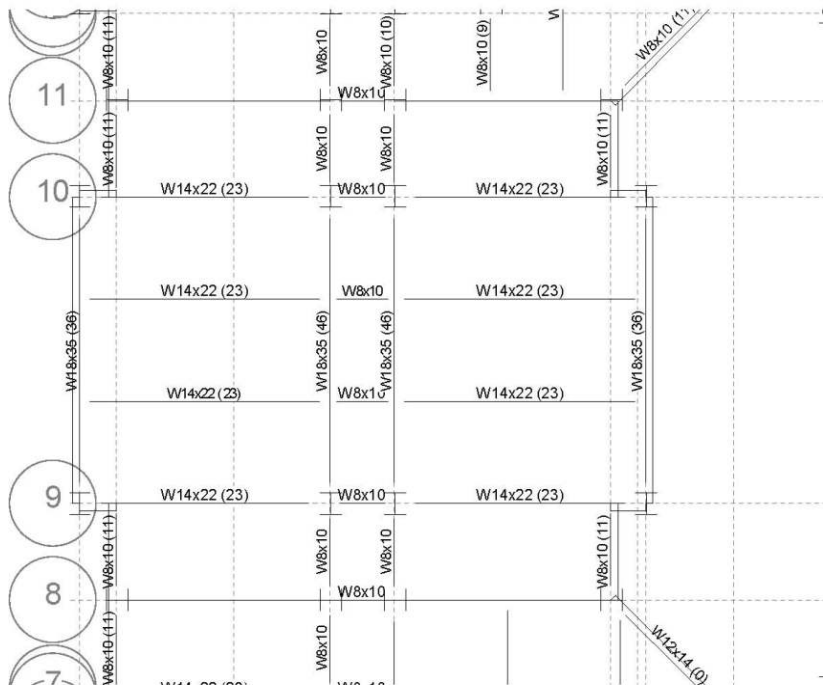 W8x10 (11)
W8x10
W8x10 (10)
W8x10 (9)
W
W8x10 (11)
11
W8x10
W8x10 (11)
W8x10
W8x10
W8x10 (11)
10
W14x22 (23)
W8x10
W14x22 (23)
W14x22 (23)
W8x10
W14x22 (23)
W18x35 (36)
W18x35 (46)
W18x35 (46)
W18x35 (36)
W14x22 (23)
W8x10
W14x22 (23)
9
W14x22 (23)
W8x10
W14x22 (23)
W8x10 (11)
W8x10
W8x10
W8x10 (11)
8
W8x10
W8x10 (11)
W8x10
W12x14 (0)
7